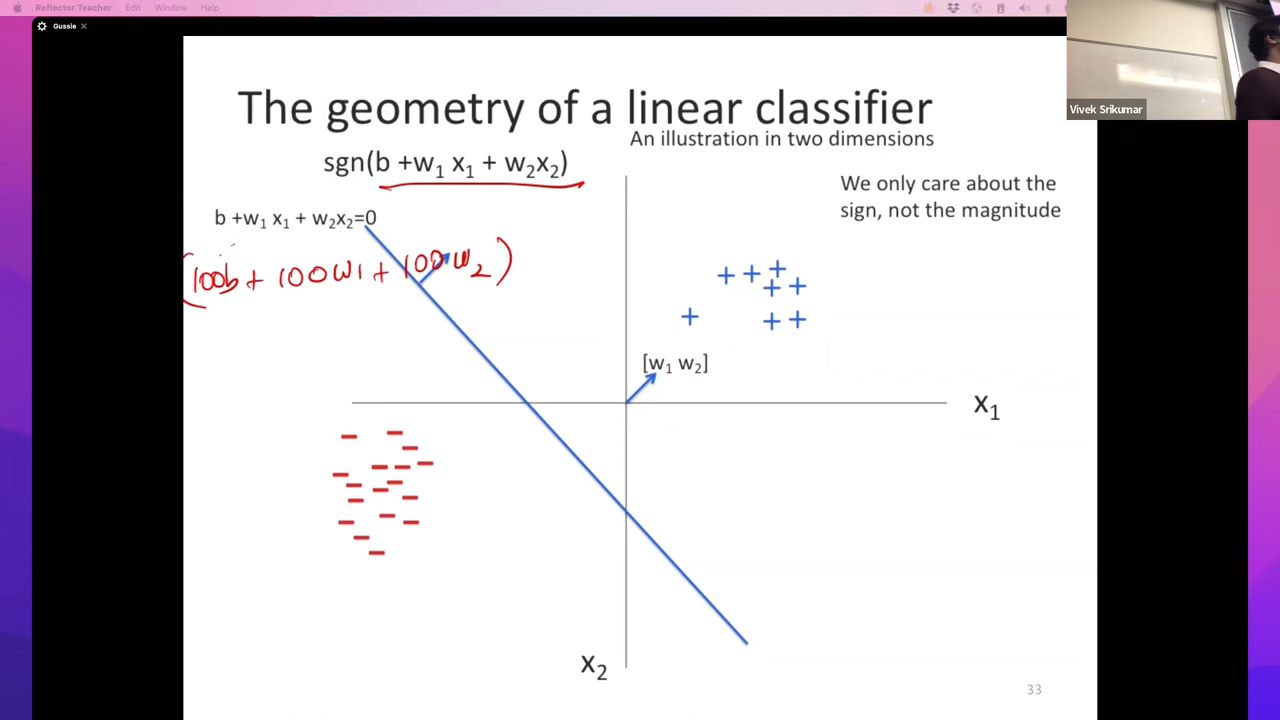 Reflector Teacher Edit Window Help
Gussie
Vivek Srikumar
The geometry of a linear classifier
An illustration in two dimensions
sgn(b +w₁ x₁ + w₂x₂)
We only care about the
sign, not the magnitude
b +w₁ x₁ + w₂x₂=0
(100b + 100w1 + 100w₂)
[w₁ w₂]
x₁
x₂
33